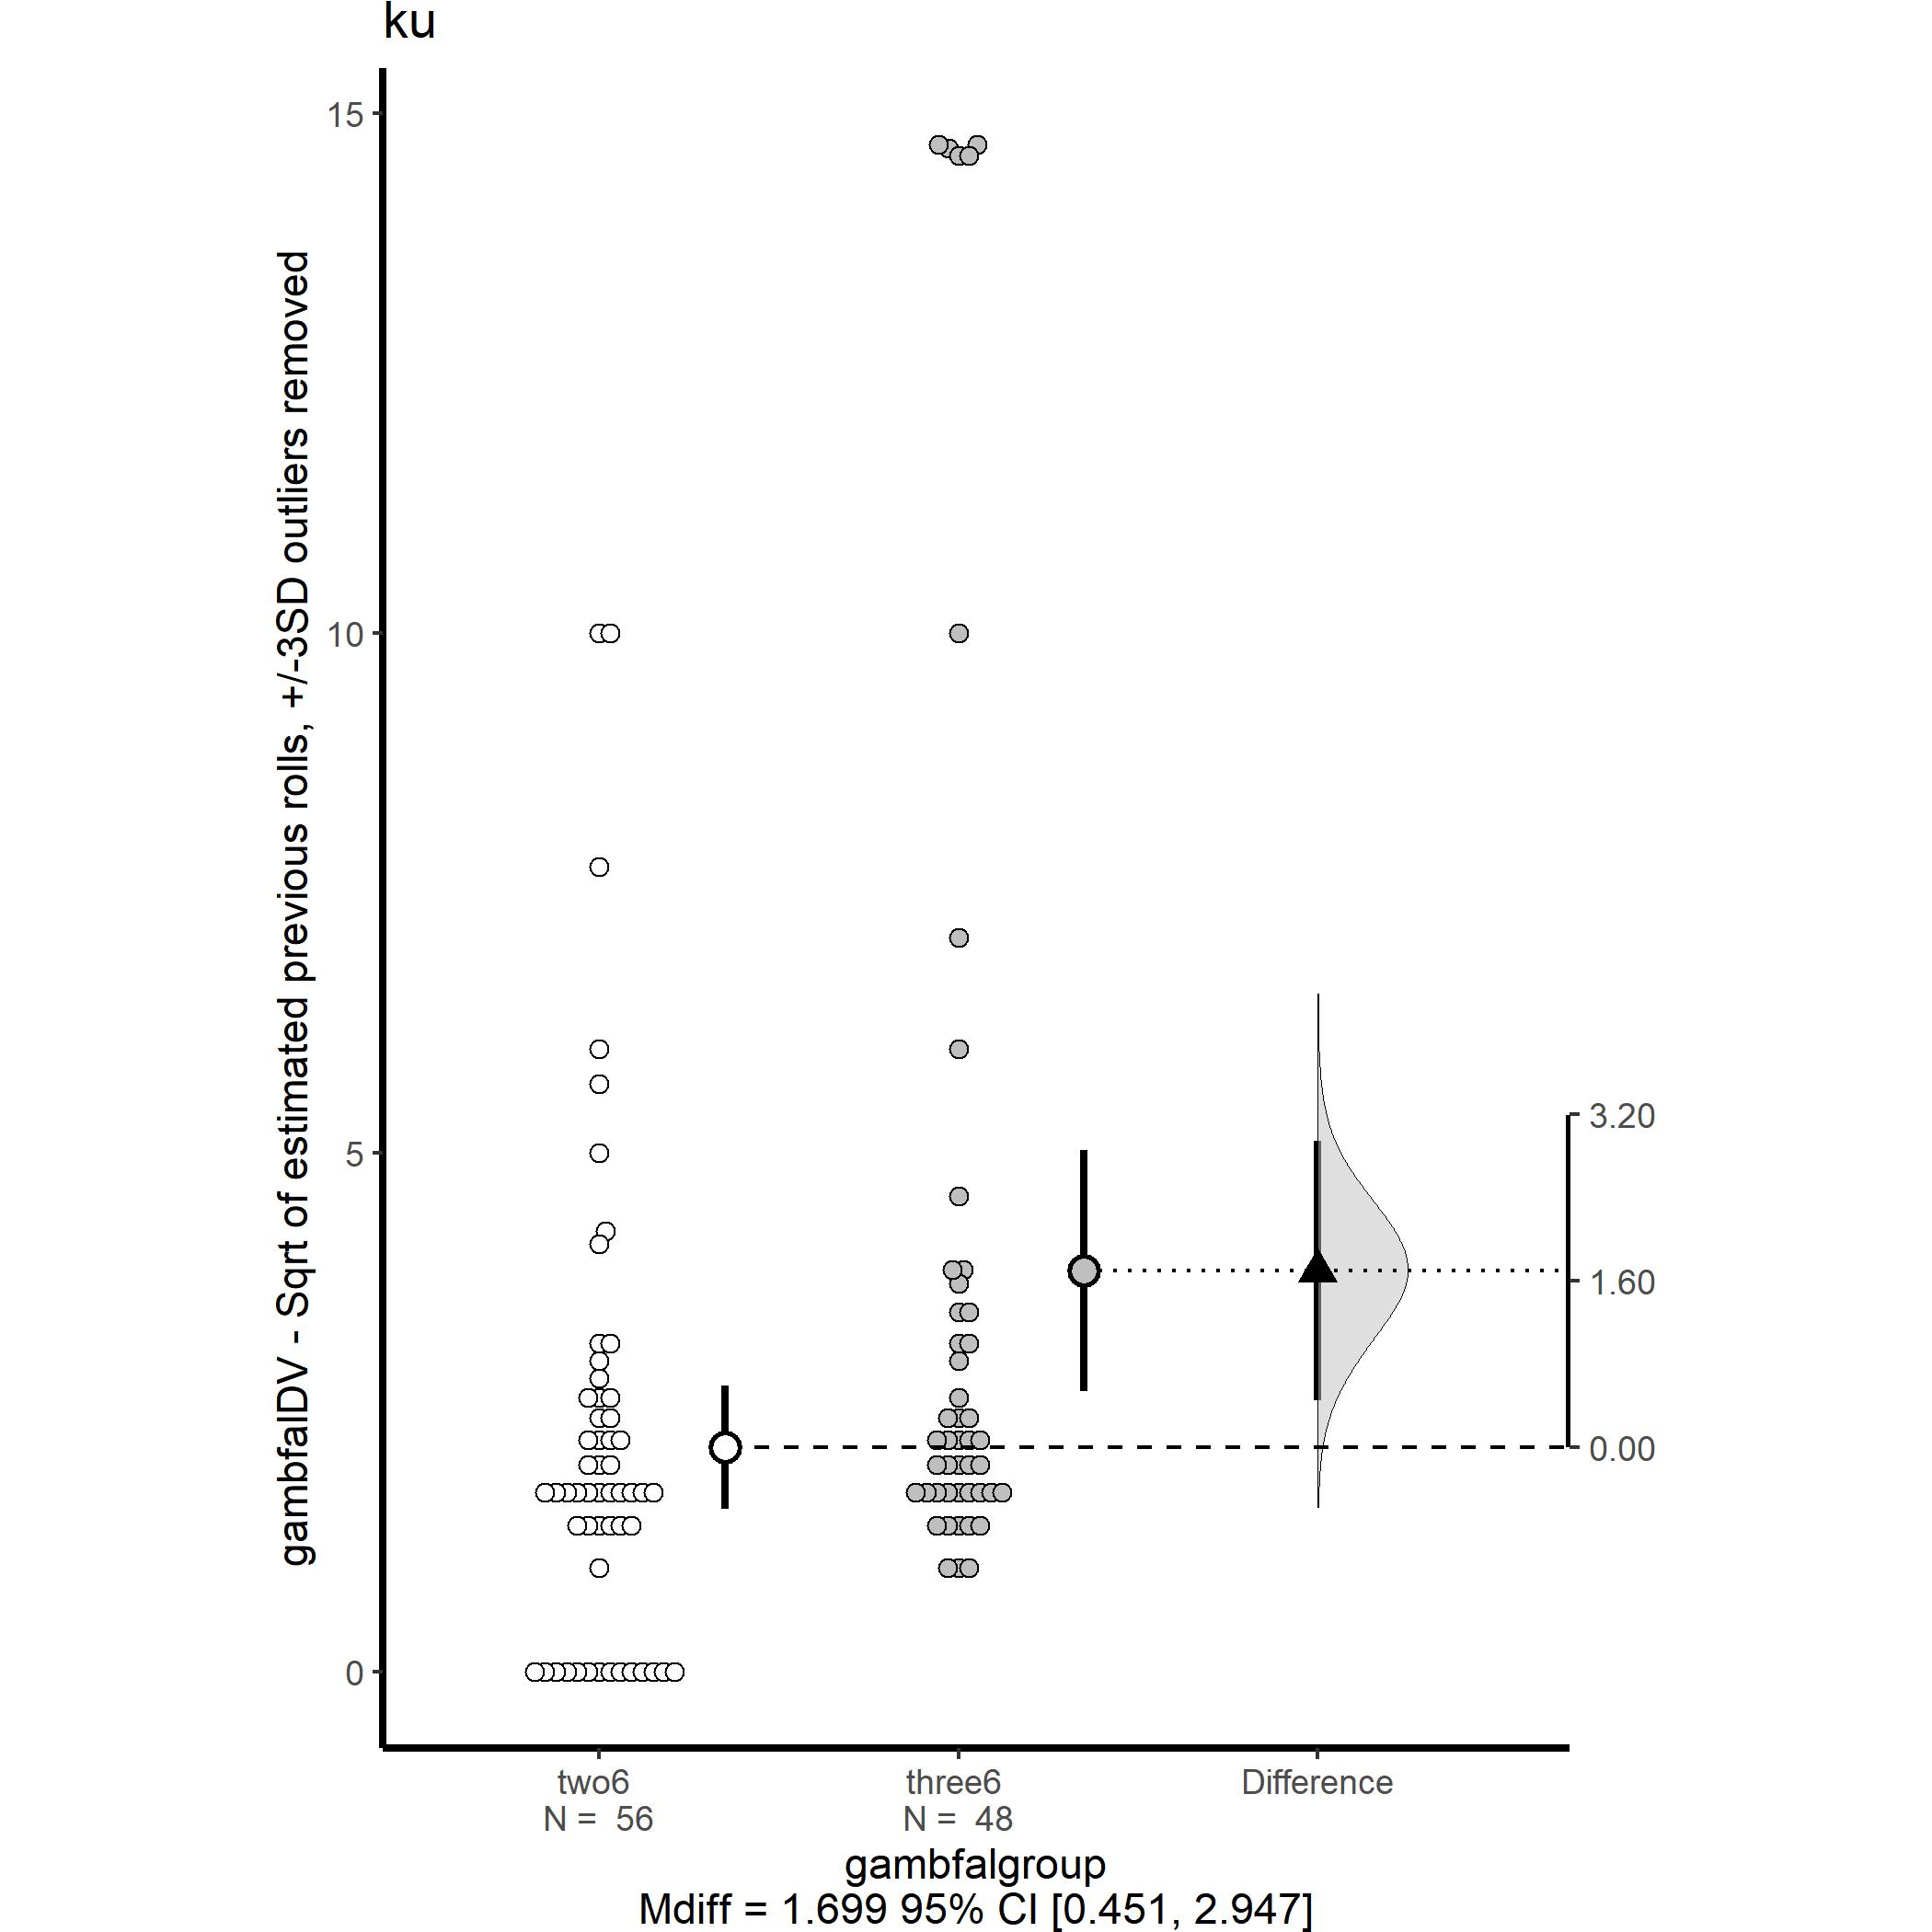 ku
gambfalDV - Sqrt of estimated previous rolls, +/-3SD outliers removed
15
10
5
0
3.20
1.60
0.00
two6
N =  56
three6
N =  48
Difference
gambfalgroup
Mdiff = 1.699 95% CI [0.451, 2.947]